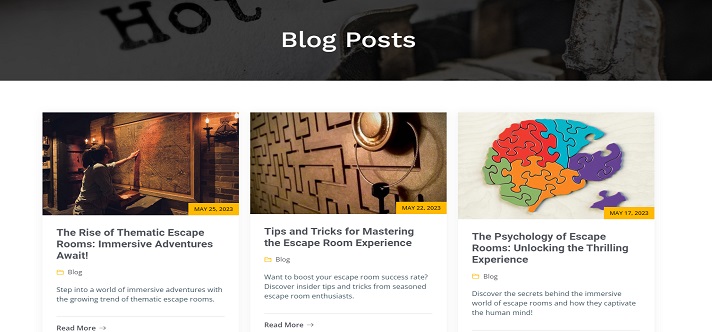 Hot
Blog Posts
MAY 25, 2023
The Rise of Thematic Escape
Rooms: Immersive Adventures
Await!
Blog
Step into a world of immersive adventures with
the growing trend of thematic escape rooms.
Read More →
MAY 22, 2023
Tips and Tricks for Mastering
the Escape Room Experience
Blog
Want to boost your escape room success rate?
Discover insider tips and tricks from seasoned
escape room enthusiasts.
Read More →
MAY 17, 2023
The Psychology of Escape
Rooms: Unlocking the Thrilling
Experience
Blog
Discover the secrets behind the immersive
world of escape rooms and how they captivate
the human mind!